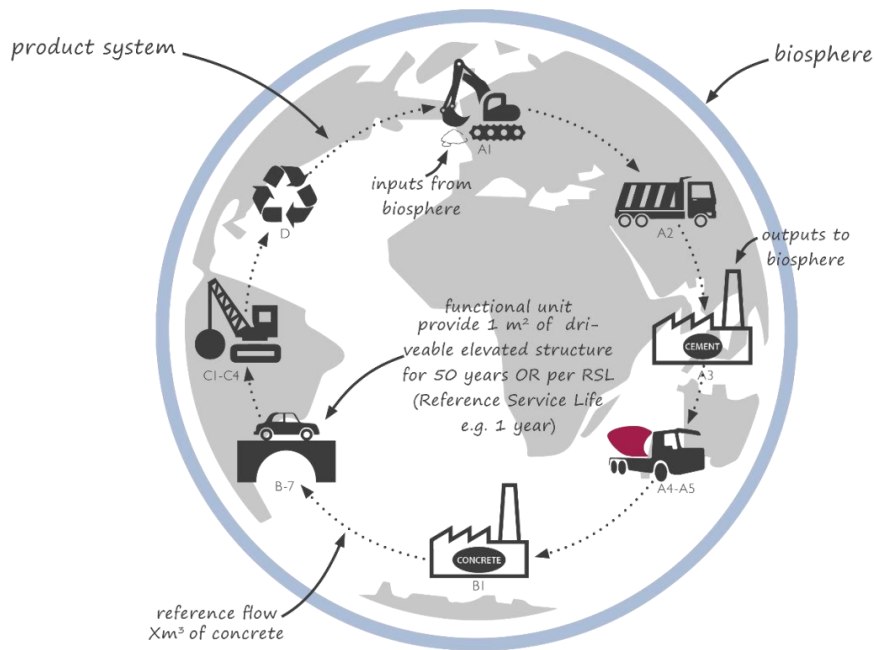 product system
biosphere
A1
inputs from
biosphere
A2
D
outputs to
biosphere
functional unit
provide 1 m² of dri-
veable elevated structure
for 50 years OR per RSL
(Reference Service Life
e.g. 1 year)
CEMENT
A3
C1-C4
A4-A5
B-7
CONCRETE
B1
reference flow
Xm³ of concrete